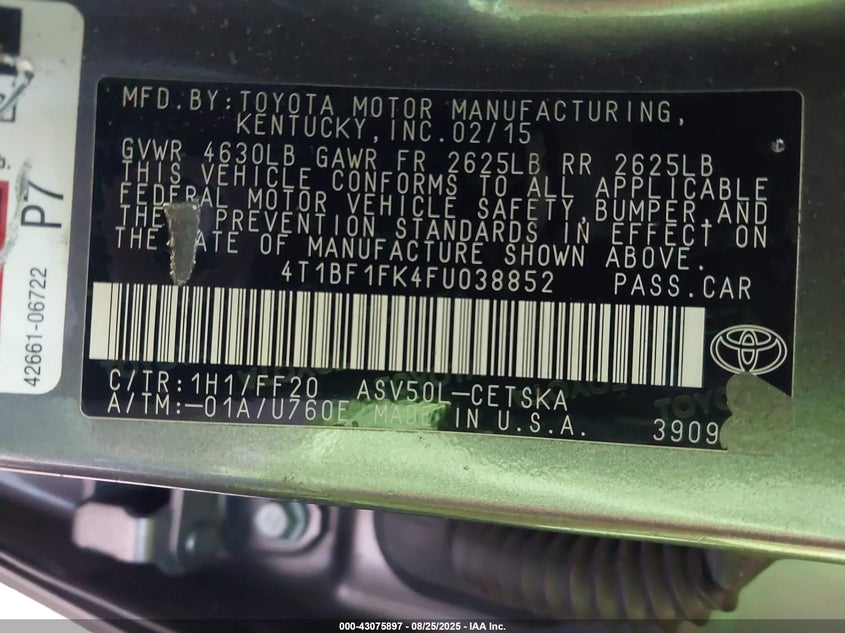 MFD.BY:TOYOTA MOTOR MANUFACTURING,
KENTUCKY,INC.02/15
GVWR 4630LB GAWR FR 2625LB RR 2625LB
THIS VEHICLE CONFORMS TO ALL APPLICABLE
FEDERAL MOTOR VEHICLE SAFETY,BUMPER,AND
PREVENTION STANDARDS IN EFFECT ON
THE DATE OF MANUFACTURE SHOWN ABOVE.
4T1BF1FK4FU038852 PASS.CAR
C/TR:1H1/FF20 ASV50L-CETSKA
A/TM:-01A/U760E MADE IN U.S.A.
3909
42661-06722
P7
000-43075897 - 08/25/2025 - IAA Inc.